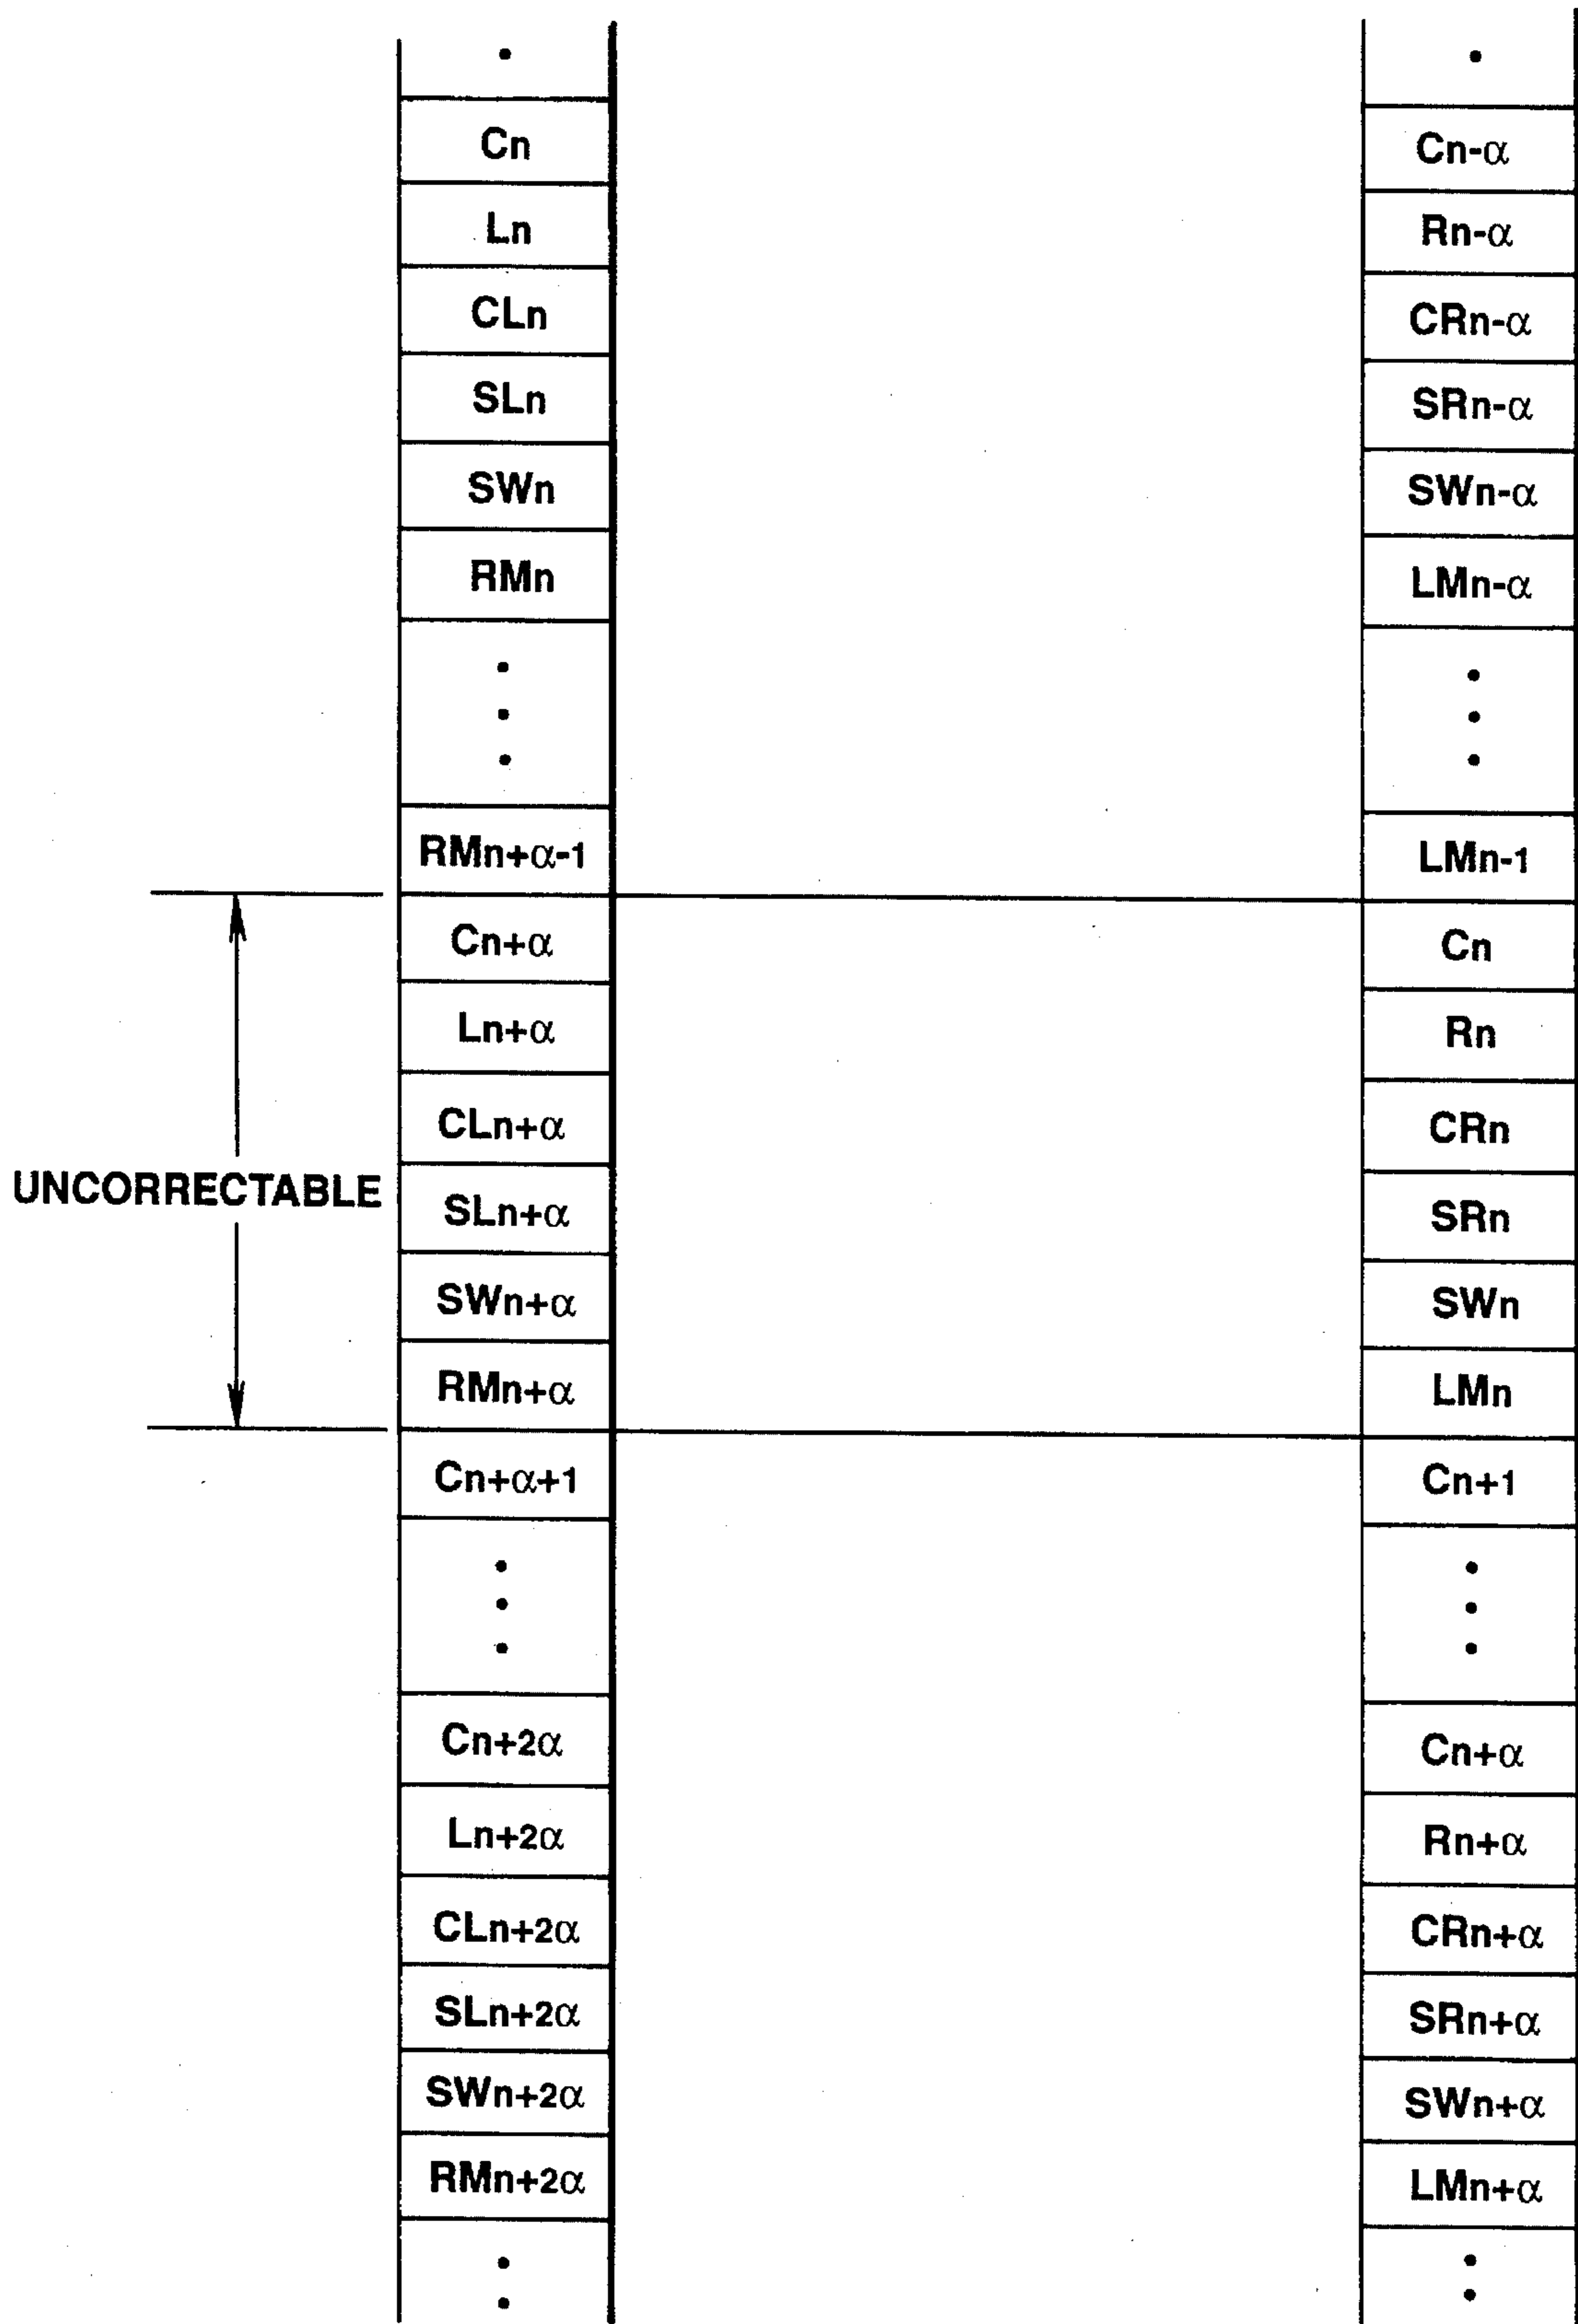 Cn
Ln
CLn
SLn
SWn
RMn
RMn+α-1
Cn+α
Ln+α
CLn+α
SLn+α
SWn+α
RMn+α
Cn+α+1
Cn+2α
Ln+2α
CLn+2α
SLn+2α
SWn+2α
RMn+2α
UNCORRECTABLE
Cn-α
Rn-α
CRn-α
SRn-α
SWn-α
LMn-α
LMn-1
Cn
Rn
CRn
SRn
SWn
LMn
Cn+1
Cn+α
Rn+α
CRn+α
SRn+α
SWn+α
LMn+α